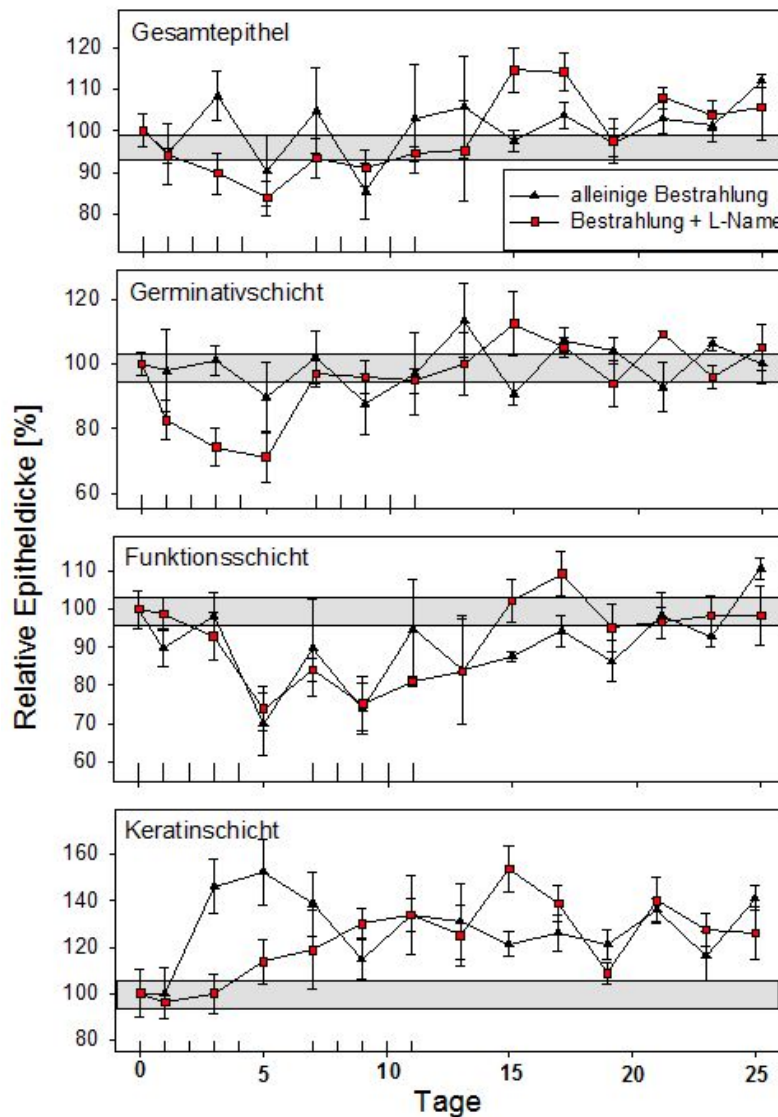 Relative Epitheldicke [%]
Gesamtepithel
120
110
100
90
80
alleinige Bestrahlung
Bestrahlung + L-Name
Germinativschicht
120
100
80
60
Funktionsschicht
110
100
90
80
70
60
Keratinschicht
160
140
120
100
80
0 5 10 15 20 25
Tage